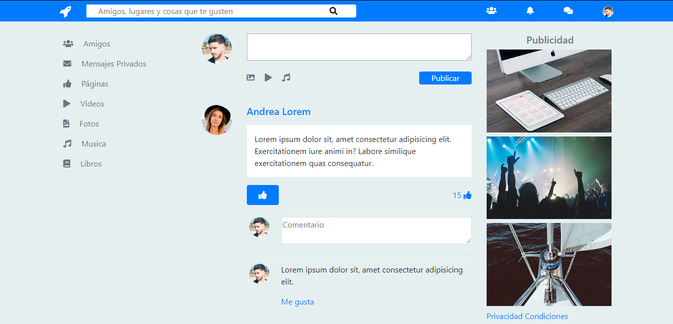 Amigos, lugares y cosas que te gusten
Amigos
Mensajes Privados
Páginas
Videos
Fotos
Musica
Libros
Publicar
Andrea Lorem
Lorem ipsum dolor sit, amet consectetur adipisicing elit.
Exercitationem iure animi in? Labore similique
exercitationem quas consequatur.
15
Comentario
Lorem ipsum dolor sit, amet consectetur adipisicing
elit.
Me gusta
Publicidad
Privacidad Condiciones